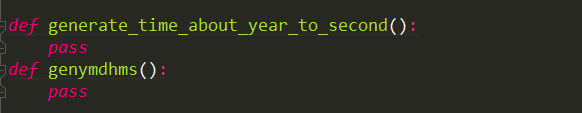 def generate_time_about_year_to_second():
    pass
def genymdhms():
    pass